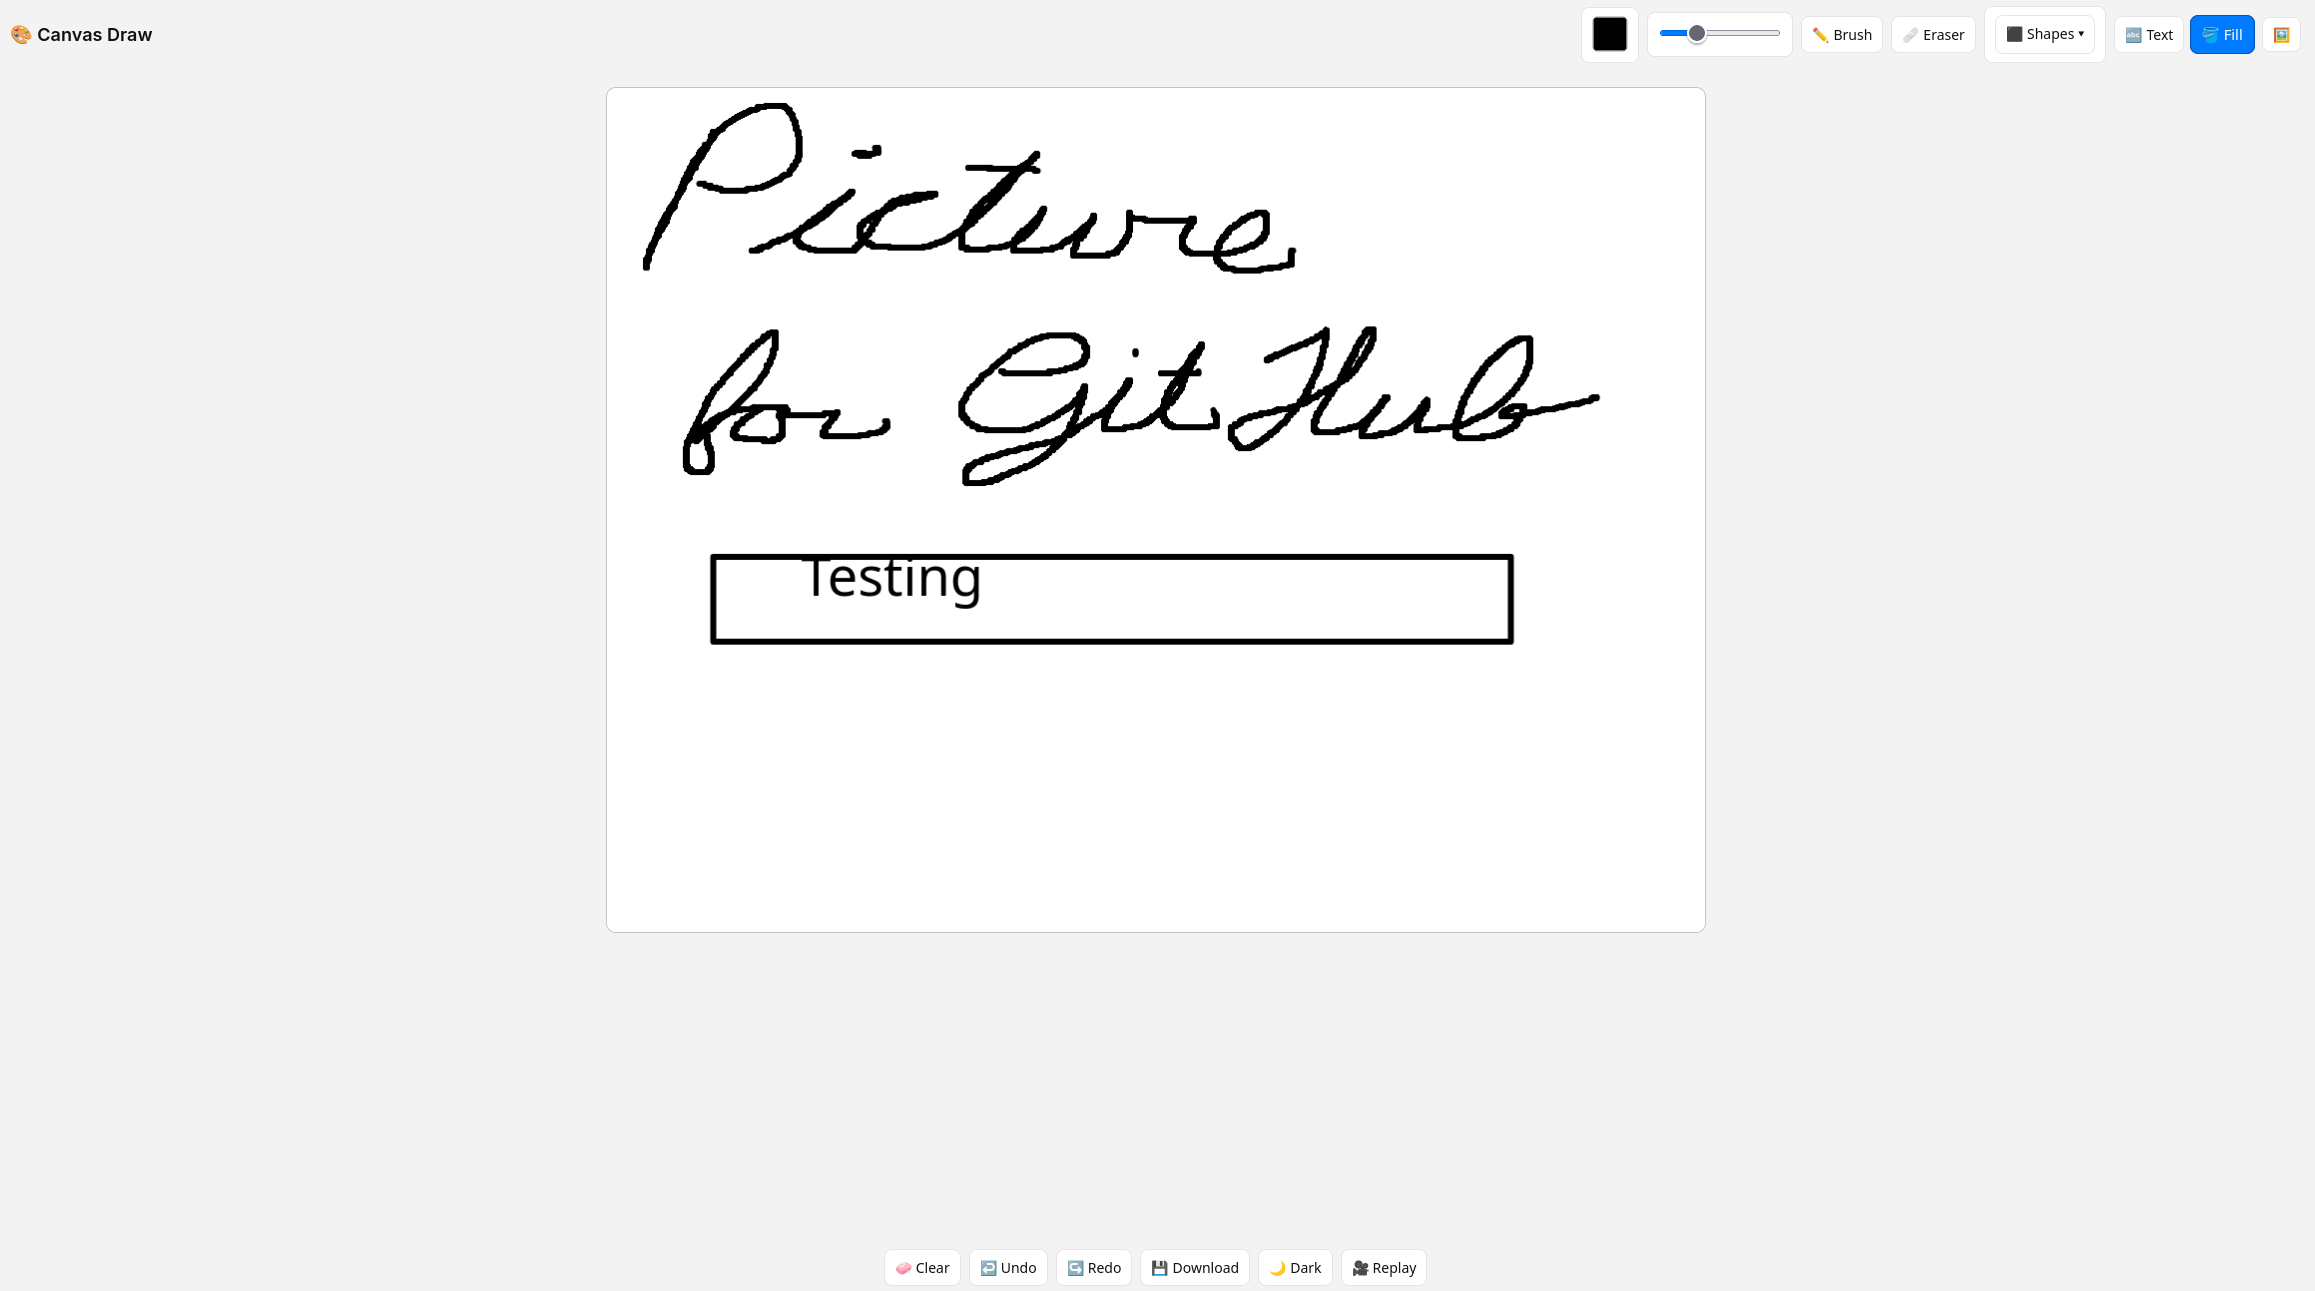 🎨 Canvas Draw
✏️ Brush
Eraser
Shapes ▾
🔤 Text
Fill
Picture
for GitHub
Testing
🧼 Clear
↩️ Undo
↪️ Redo
💾 Download
🌙 Dark
🎥 Replay